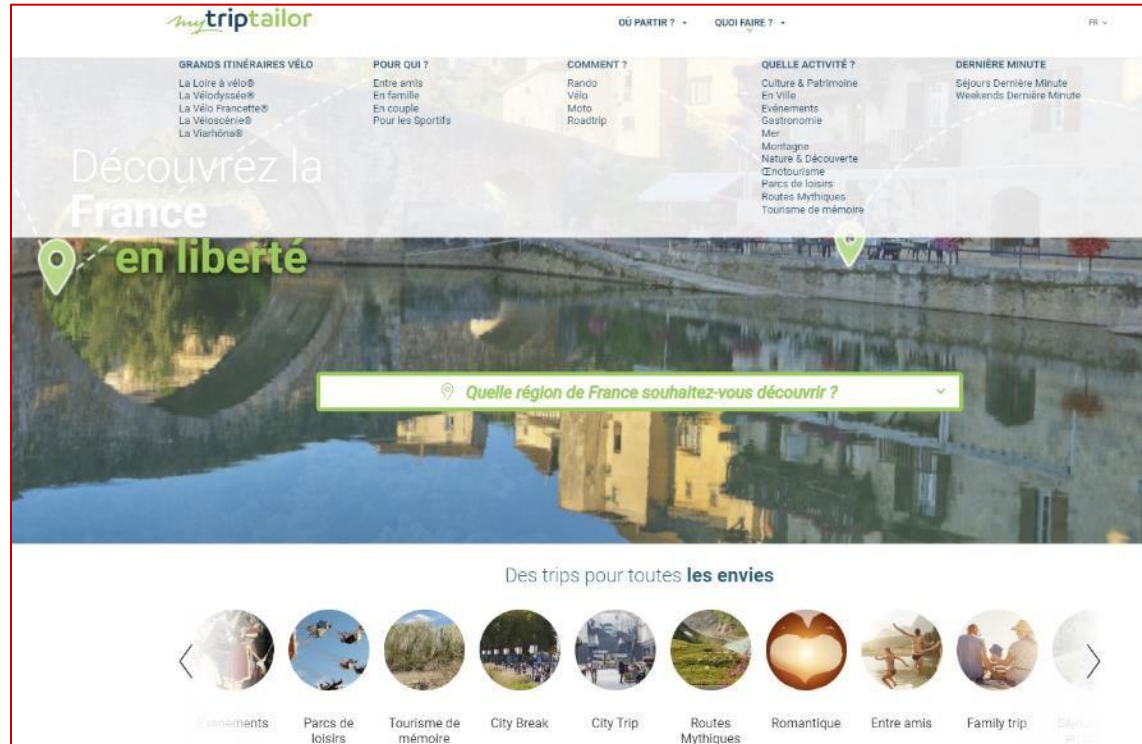 mytriptailor
OÙ PARTIR ?
QUOI FAIRE ?
FR
GRANDS ITINÉRAIRES VÉLO
La Loire à vélo®
La Vélodyssée®
La Vélo Francette®
La Véloscénie®
La Viarhôna®
POUR QUI ?
Entre amis
En famille
En couple
Pour les Sportifs
COMMENT ?
Rando
Vélo
Moto
Roadtrip
QUELLE ACTIVITÉ ?
Culture & Patrimoine
En Ville
Evénements
Gastronomie
Mer
Montagne
Nature & Découverte
Œnotourisme
Parcs de loisirs
Routes Mythiques
Tourisme de mémoire
DERNIÈRE MINUTE
Séjours Dernière Minute
Weekends Dernière Minute
Découvrez la
France
en liberté
Quelle région de France souhaitez-vous découvrir ?
Des trips pour toutes les envies
Evenements
Parcs de
loisirs
Tourisme de
mémoire
City Break
City Trip
Routes
Mythiques
Romantique
Entre amis
Family trip